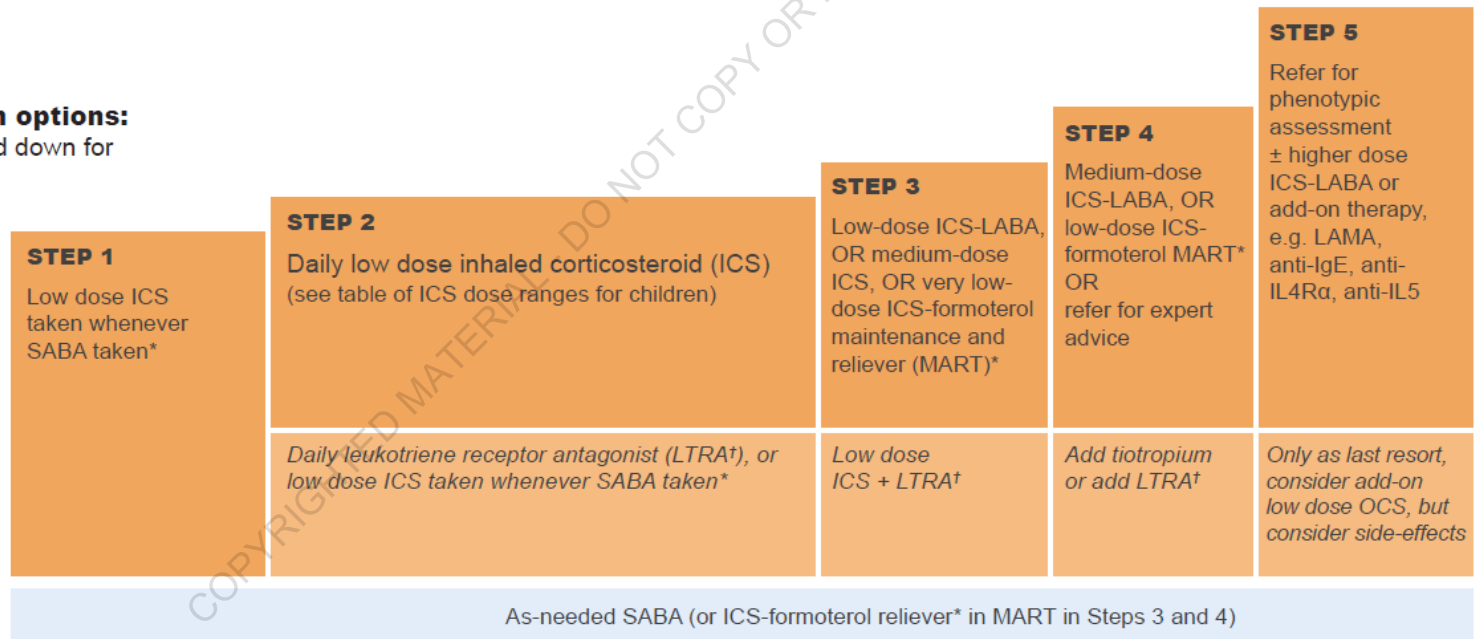 n options:
d down for
STEP 1
Low dose ICS
taken whenever
SABA taken*
STEP 2
Daily low dose inhaled corticosteroid (ICS)
(see table of ICS dose ranges for children)
Daily leukotriene receptor antagonist (LTRA†), or
low dose ICS taken whenever SABA taken*
STEP 3
Low-dose ICS-LABA,
OR medium-dose
ICS, OR very low-
dose ICS-formoterol
maintenance and
reliever (MART)*
Low dose
ICS + LTRA†
STEP 4
Medium-dose
ICS-LABA, OR
low-dose ICS-
formoterol MART*
OR
refer for expert
advice
Add tiotropium
or add LTRA†
STEP 5
Refer for
phenotypic
assessment
± higher dose
ICS-LABA or
add-on therapy,
e.g. LAMA,
anti-IgE, anti-
IL4Rα, anti-IL5
Only as last resort,
consider add-on
low dose OCS, but
consider side-effects
As-needed SABA (or ICS-formoterol reliever* in MART in Steps 3 and 4)
COPYRIGHTED MATERIAL - DO NOT COPY OR